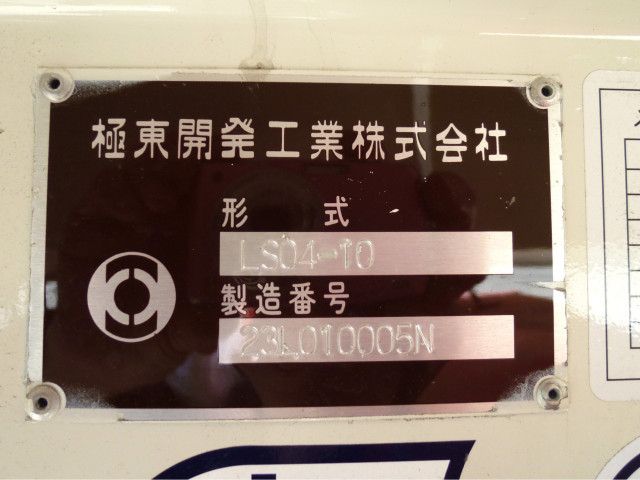 極東開発工業株式会社
形 式
LS04-10
製造番号
23L010005N